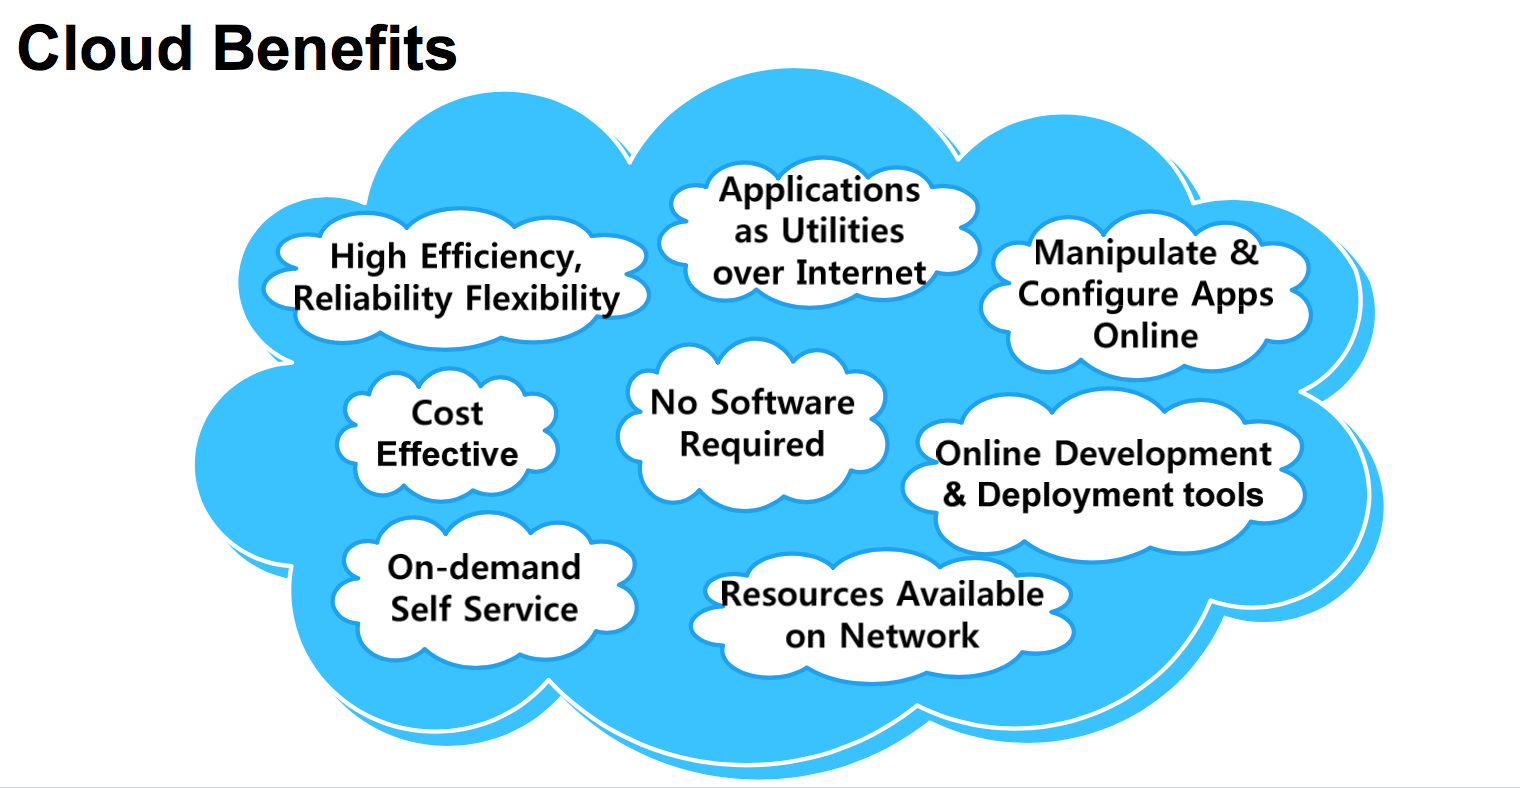 Cloud Benefits
Applications
as Utilities
over Internet
High Efficiency,
Reliability Flexibility
Manipulate &
Configure Apps
Online
Cost
Effective
No Software
Required
Online Development
& Deployment tools
On-demand
Self Service
Resources Available
on Network